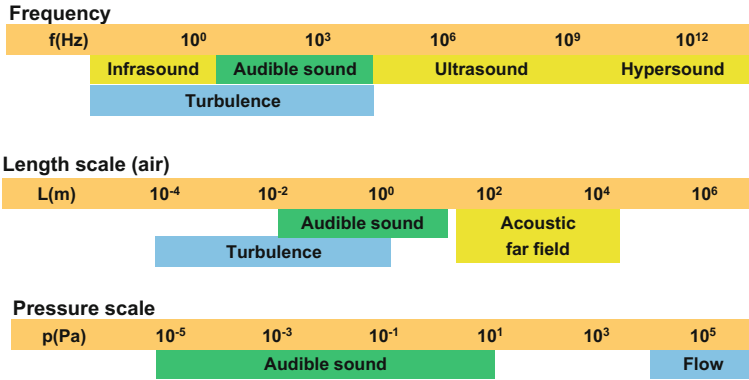 Frequency
f(Hz) 10⁰ 10³ 10⁶ 10⁹ 10¹²
Infrasound Audible sound Ultrasound Hypersound
Turbulence
Length scale (air)
L(m) 10⁻⁴ 10⁻² 10⁰ 10² 10⁴ 10⁶
Audible sound Acoustic
far field
Turbulence
Pressure scale
p(Pa) 10⁻⁵ 10⁻³ 10⁻¹ 10¹ 10³ 10⁵
Audible sound Flow